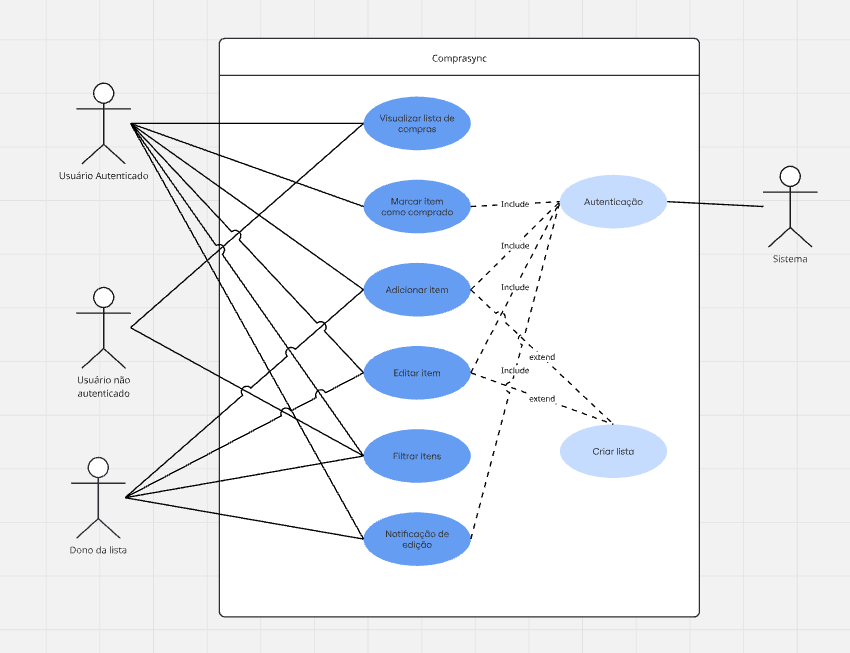 Comprasync
Visualizar lista de
compras
Usuário Autenticado
Marcar item
como comprado
Include
Autenticação
Include
Sistema
Adicionar item
Include
Usuário não
autenticado
extend
Editar item
Include
extend
Filtrar itens
Criar lista
Notificação de
edição
Dono da lista